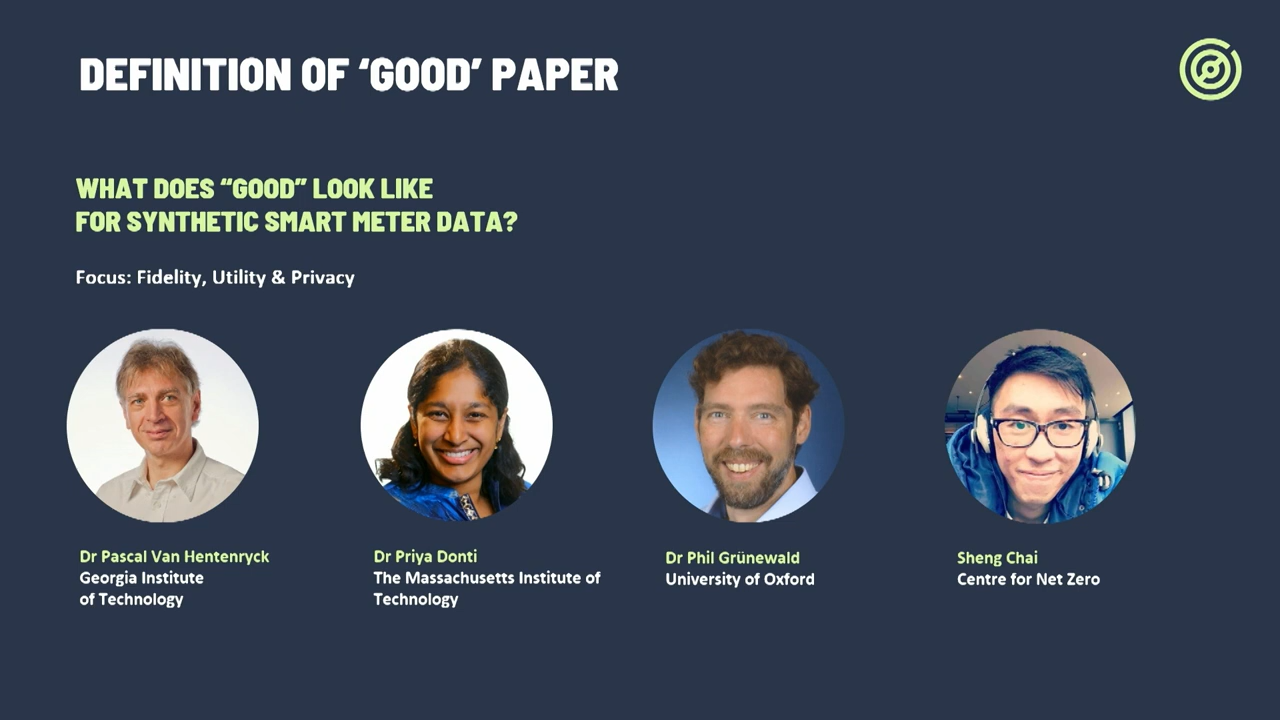 DEFINITION OF ‘GOOD’ PAPER
WHAT DOES “GOOD” LOOK LIKE
FOR SYNTHETIC SMART METER DATA?
Focus: Fidelity, Utility & Privacy
Dr Pascal Van Hentenryck
Georgia Institute
of Technology
Dr Priya Donti
The Massachusetts Institute of
Technology
Dr Phil Grünewald
University of Oxford
Sheng Chai
Centre for Net Zero